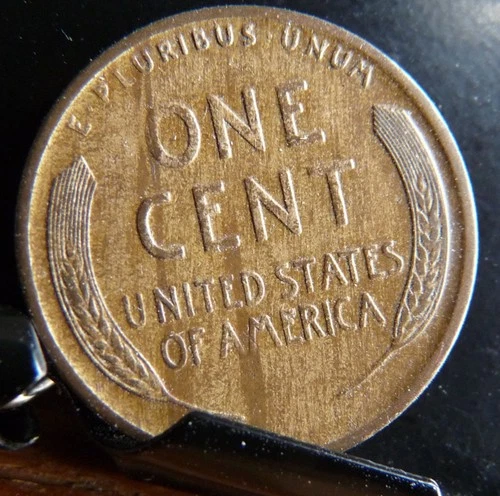 E · PLURIBUS · UNUM
ONE
CENT
UNITED STATES
OF AMERICA